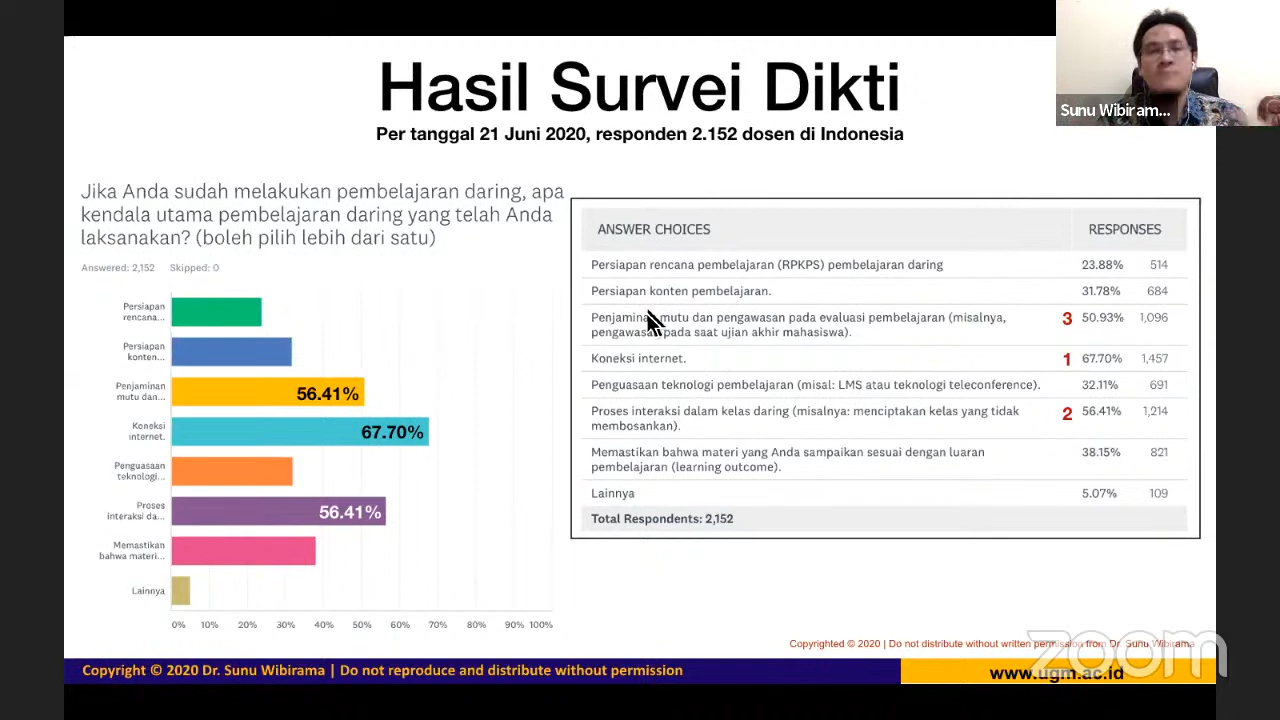 Hasil Survei Dikti
Per tanggal 21 Juni 2020, responden 2.152 dosen di Indonesia
Sunu Wibiram...
Jika Anda sudah melakukan pembelajaran daring, apa
kendala utama pembelajaran daring yang telah Anda
laksanakan? (boleh pilih lebih dari satu)
Answered: 2,152 Skipped: 0
Persiapan
rencana...
Persiapan
konten...
Penjaminan
mutu dan...
56.41%
Koneksi
internet.
67.70%
Penguasaan
teknologi...
Proses
interaksi da...
56.41%
Memastikan
bahwa materi...
Lainnya
0% 10% 20% 30% 40% 50% 60% 70% 80% 90% 100%
ANSWER CHOICES RESPONSES
Persiapan rencana pembelajaran (RPKPS) pembelajaran daring 23.88% 514
Persiapan konten pembelajaran. 31.78% 684
Penjaminan mutu dan pengawasan pada evaluasi pembelajaran (misalnya, 3 50.93% 1,096
pengawasan pada saat ujian akhir mahasiswa).
Koneksi internet. 1 67.70% 1,457
Penguasaan teknologi pembelajaran (misal: LMS atau teknologi teleconference). 32.11% 691
Proses interaksi dalam kelas daring (misalnya: menciptakan kelas yang tidak 2 56.41% 1,214
membosankan).
Memastikan bahwa materi yang Anda sampaikan sesuai dengan luaran 38.15% 821
pembelajaran (learning outcome).
Lainnya 5.07% 109
Total Respondents: 2,152
Copyrighted © 2020 | Do not distribute without written permission from Dr. Sunu Wibirama
zoom
Copyright © 2020 Dr. Sunu Wibirama | Do not reproduce and distribute without permission
www.ugm.ac.id